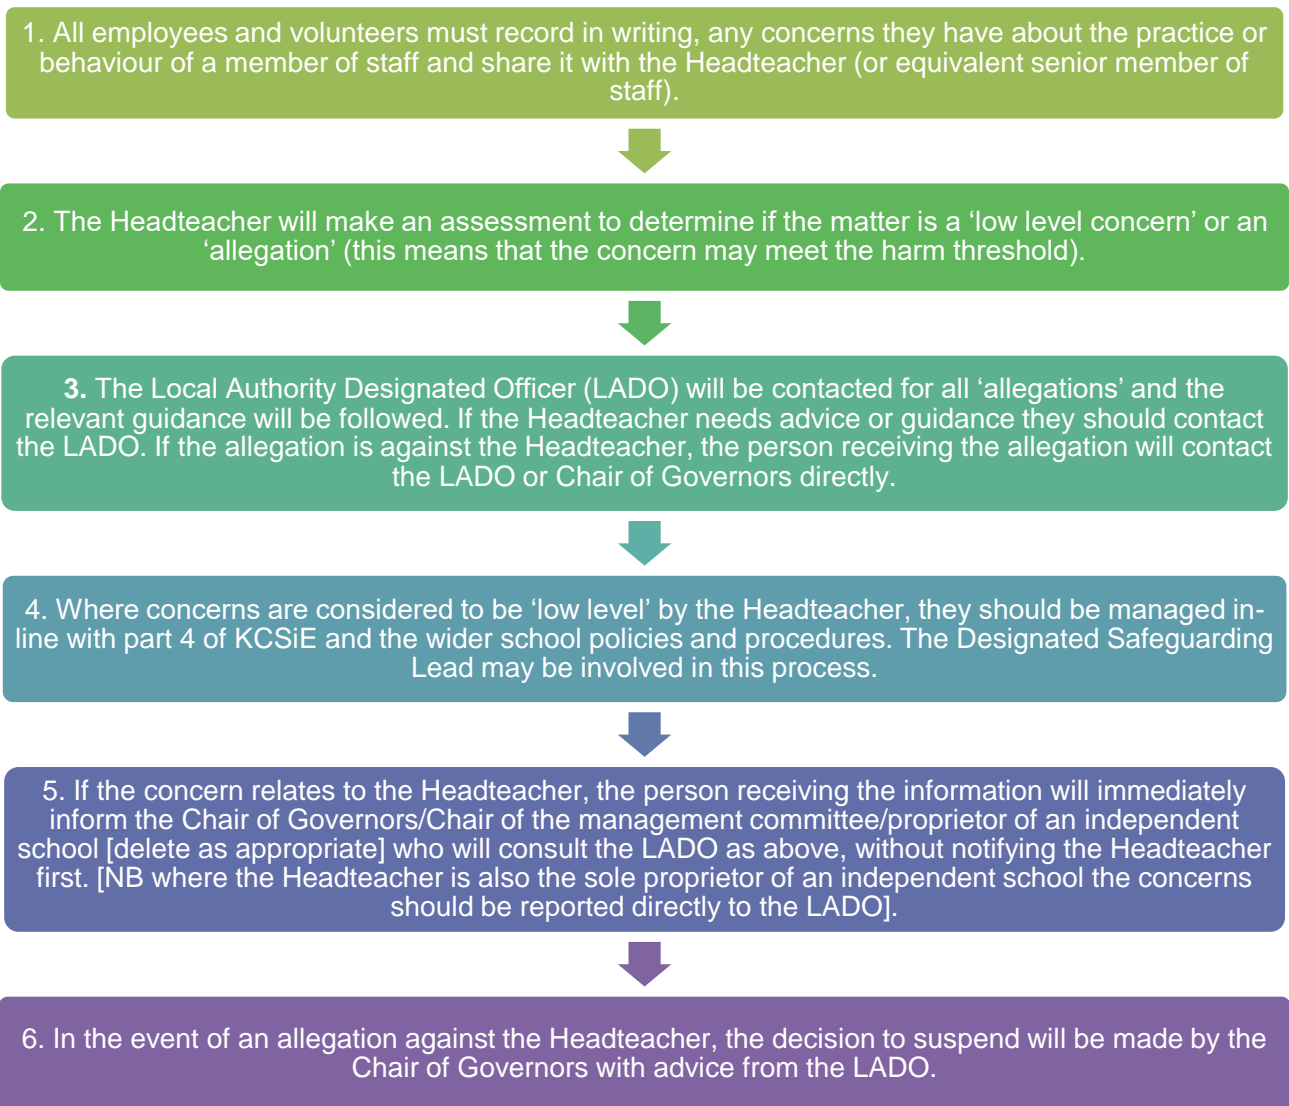 1. All employees and volunteers must record in writing, any concerns they have about the practice or
behaviour of a member of staff and share it with the Headteacher (or equivalent senior member of
staff).
2. The Headteacher will make an assessment to determine if the matter is a ‘low level concern’ or an
‘allegation’ (this means that the concern may meet the harm threshold).
3. The Local Authority Designated Officer (LADO) will be contacted for all ‘allegations’ and the
relevant guidance will be followed. If the Headteacher needs advice or guidance they should contact
the LADO. If the allegation is against the Headteacher, the person receiving the allegation will contact
the LADO or Chair of Governors directly.
4. Where concerns are considered to be ‘low level’ by the Headteacher, they should be managed in-
line with part 4 of KCSiE and the wider school policies and procedures. The Designated Safeguarding
Lead may be involved in this process.
5. If the concern relates to the Headteacher, the person receiving the information will immediately
inform the Chair of Governors/Chair of the management committee/proprietor of an independent
school [delete as appropriate] who will consult the LADO as above, without notifying the Headteacher
first. [NB where the Headteacher is also the sole proprietor of an independent school the concerns
should be reported directly to the LADO].
6. In the event of an allegation against the Headteacher, the decision to suspend will be made by the
Chair of Governors with advice from the LADO.